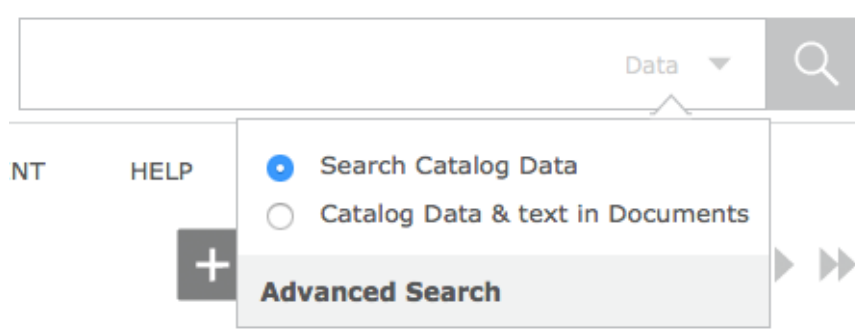 Data
NT HELP
Search Catalog Data
Catalog Data & text in Documents
Advanced Search